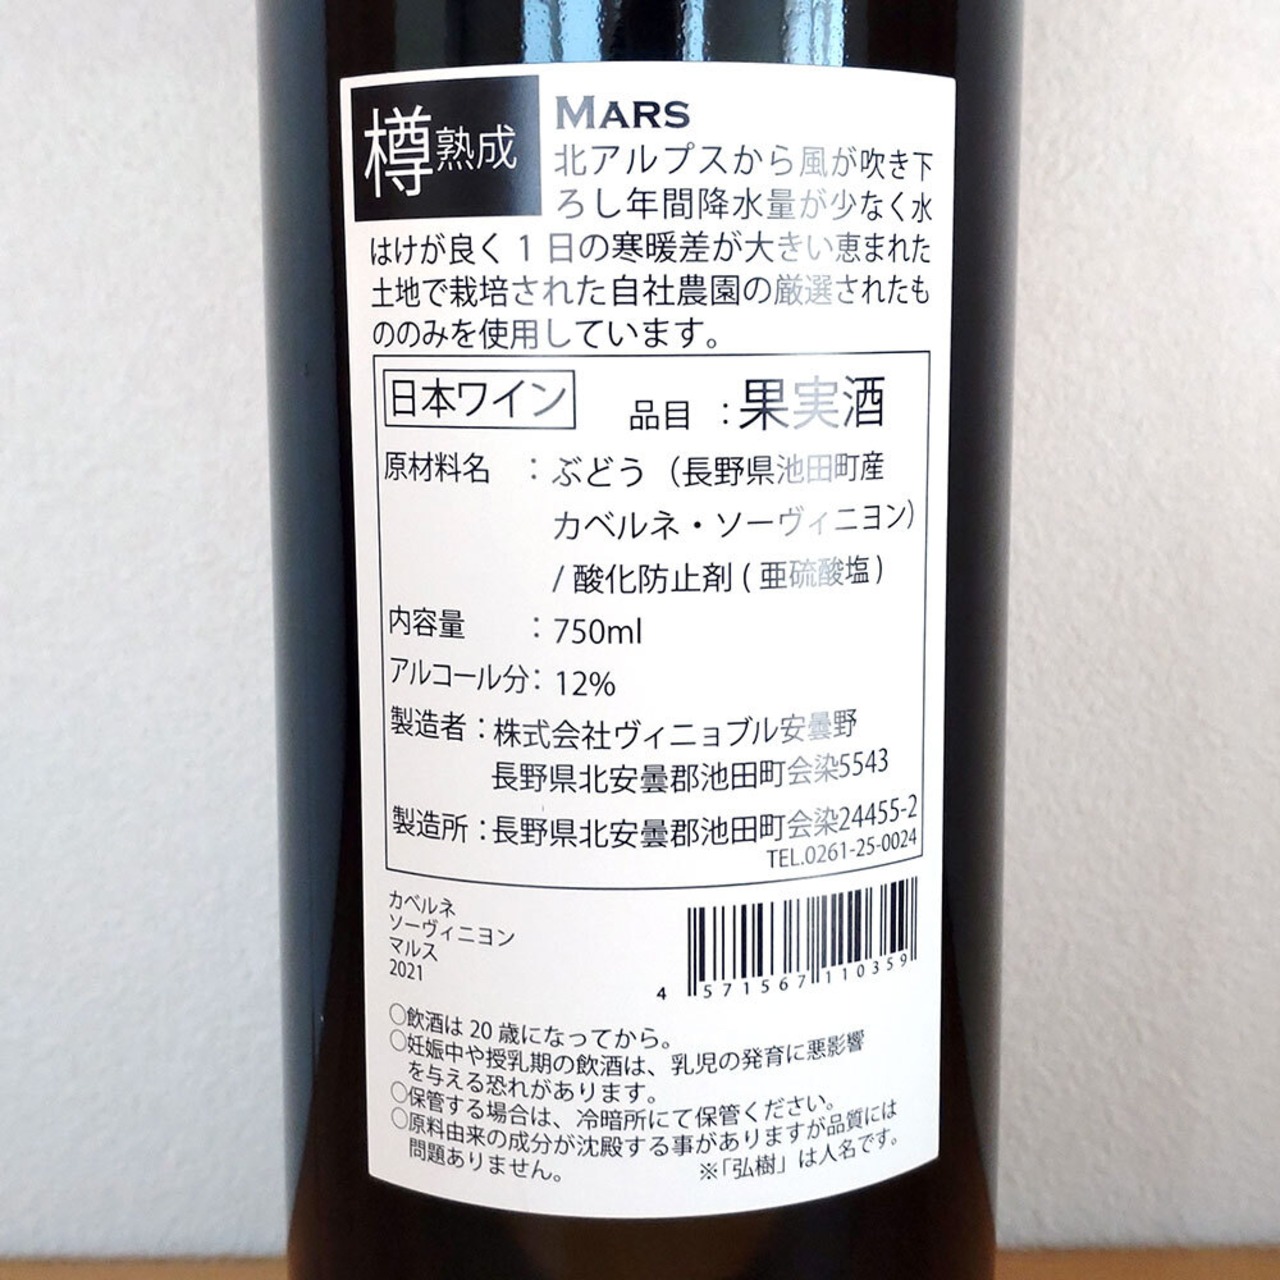 樽熟成
MARS
北アルプスから風が吹き下
ろし年間降水量が少なく水
はけが良く1日の寒暖差が大きい恵まれた
土地で栽培された自社農園の厳選されたも
ののみを使用しています。
日本ワイン 品目 :果実酒
原材料名 :ぶどう（長野県池田町産
カベルネ・ソーヴィニヨン）
/ 酸化防止剤 ( 亜硫酸塩 )
内容量 :750ml
アルコール分:12%
製造者:株式会社ヴィニョブル安曇野
長野県北安曇郡池田町会染5543
製造所:長野県北安曇郡池田町会染24455-2
TEL.0261-25-0024
カベルネ
ソーヴィニヨン
マルス
2021
4 571567 110359
○飲酒は 20 歳になってから。
○妊娠中や授乳期の飲酒は、乳児の発育に悪影響
を与える恐れがあります。
○保管する場合は、冷暗所にて保管ください。
○原料由来の成分が沈殿する事がありますが品質には
問題ありません。
※「弘樹」は人名です。